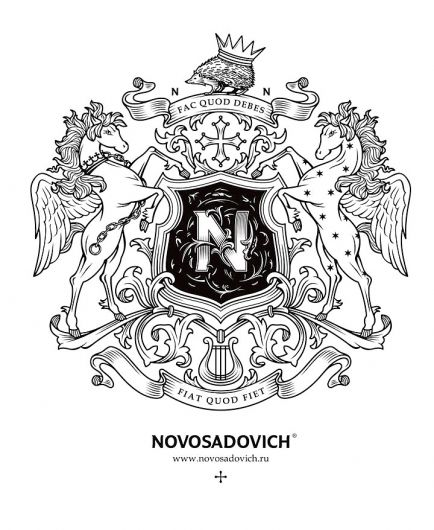 N N
FAC QUOD DEBES
N
FIAT QUOD FIET
NOVOSADOVICH®
www.novosadovich.ru